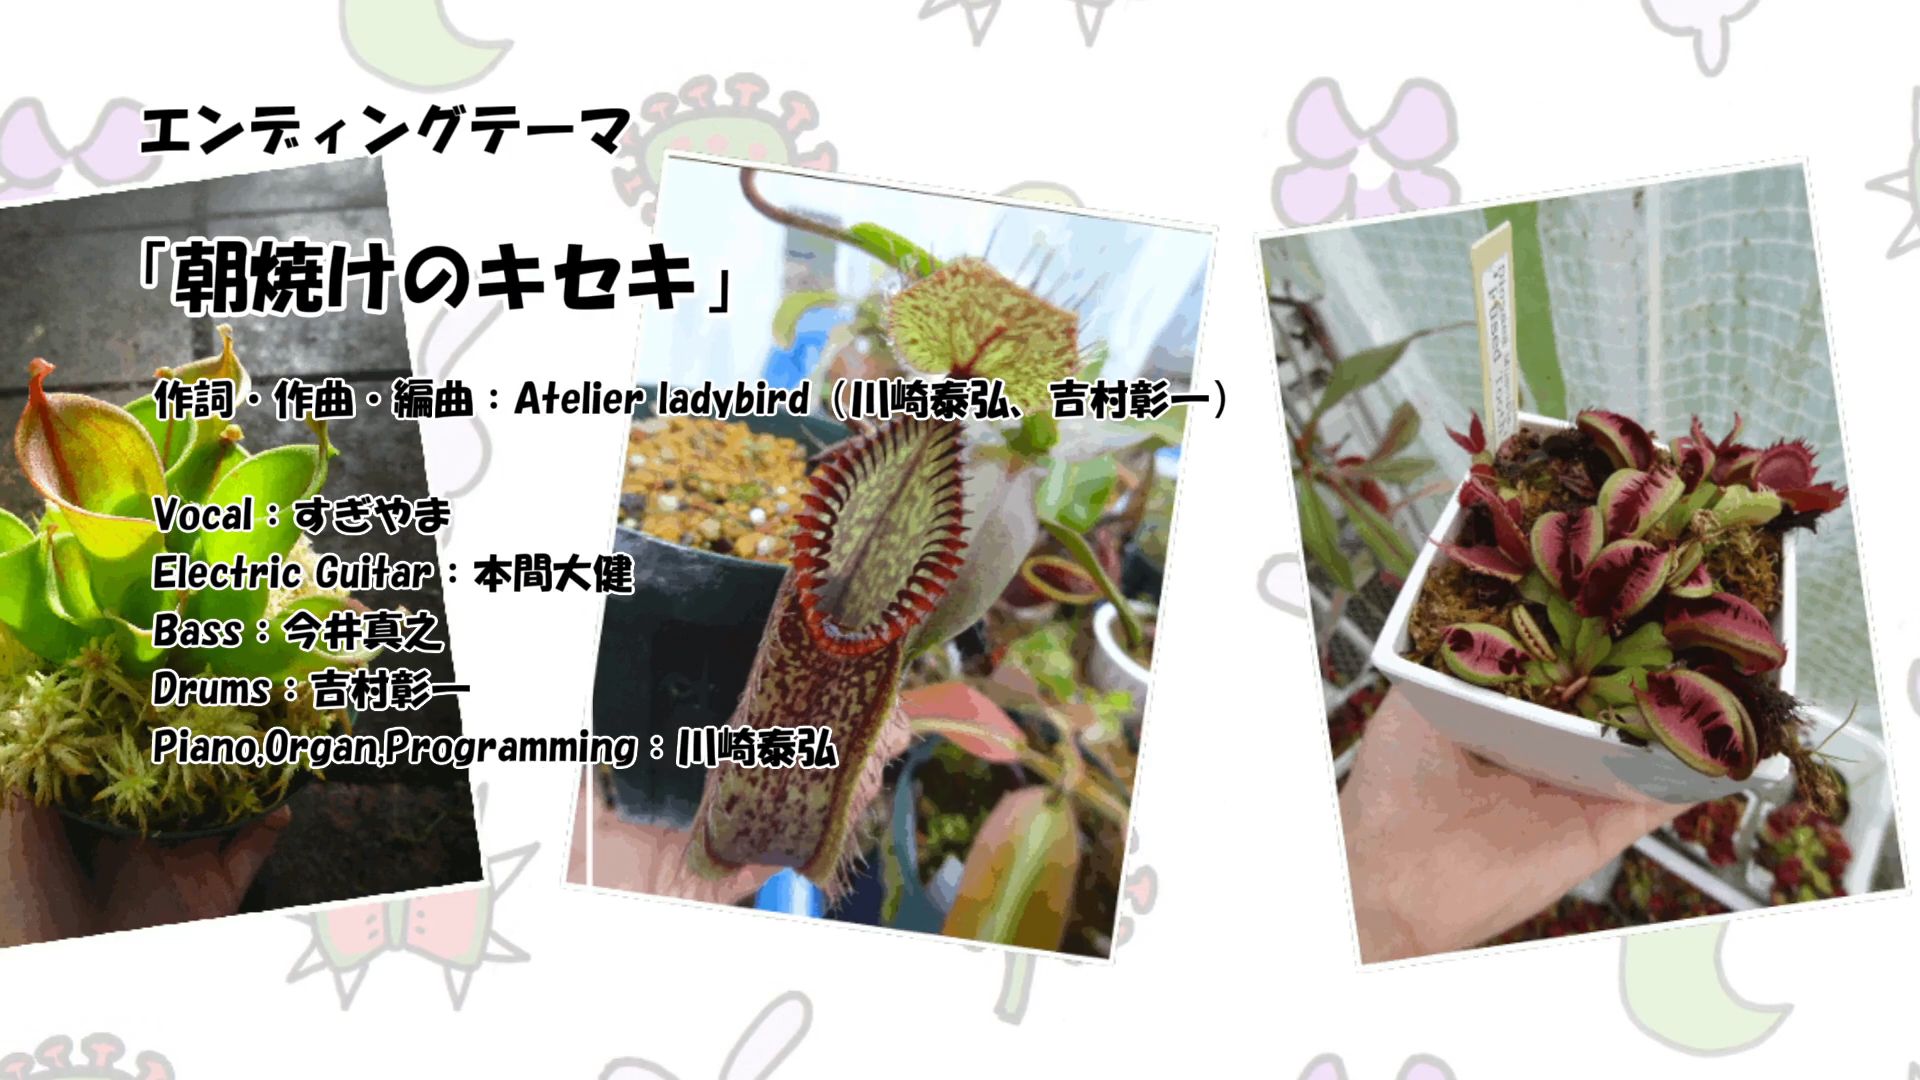 エンディングテーマ
「朝焼けのキセキ」
作詞・作曲・編曲：Atelier ladybird（川崎泰弘、吉村彰一）
Vocal：すぎやま
Electric Guitar：本間大健
Bass：今井真之
Drums：吉村彰一
Piano,Organ,Programming：川崎泰弘